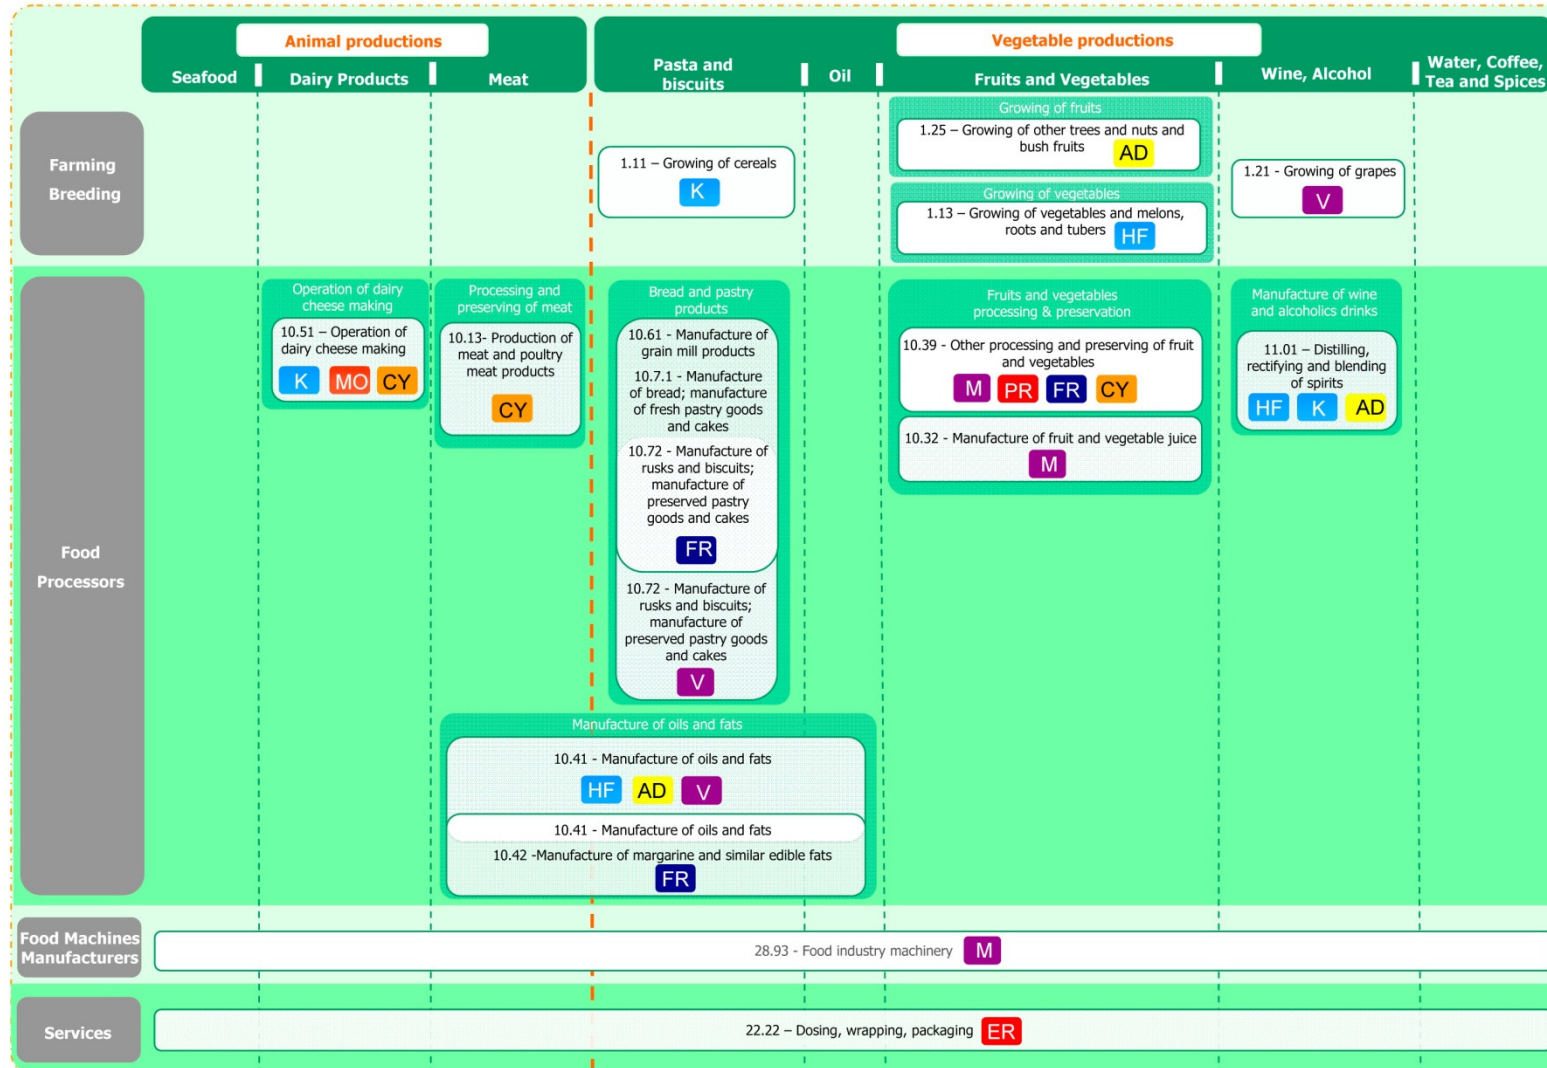 Animal productions
Vegetable productions
Seafood
Dairy Products
Meat
Pasta and
biscuits
Oil
Fruits and Vegetables
Wine, Alcohol
Water, Coffee,
Tea and Spices
Farming
Breeding
1.11 – Growing of cereals
K
Growing of fruits
1.25 – Growing of other trees and nuts and
bush fruits
AD
Growing of vegetables
1.13 – Growing of vegetables and melons,
roots and tubers
HF
1.21 - Growing of grapes
V
Food
Processors
Operation of dairy
cheese making
10.51 – Operation of
dairy cheese making
K MO CY
Processing and
preserving of meat
10.13- Production of
meat and poultry
meat products
CY
Bread and pastry
products
10.61 - Manufacture of
grain mill products
10.7.1 - Manufacture
of bread; manufacture
of fresh pastry goods
and cakes
10.72 - Manufacture of
rusks and biscuits;
manufacture of
preserved pastry
goods and cakes
FR
10.72 - Manufacture of
rusks and biscuits;
manufacture of
preserved pastry goods
and cakes
V
Fruits and vegetables
processing & preservation
10.39 - Other processing and preserving of fruit
and vegetables
M PR FR CY
10.32 - Manufacture of fruit and vegetable juice
M
Manufacture of wine
and alcoholics drinks
11.01 – Distilling,
rectifying and blending
of spirits
HF K AD
Manufacture of oils and fats
10.41 - Manufacture of oils and fats
HF AD V
10.41 - Manufacture of oils and fats
10.42 -Manufacture of margarine and similar edible fats
FR
Food Machines
Manufacturers
28.93 - Food industry machinery M
Services
22.22 – Dosing, wrapping, packaging ER